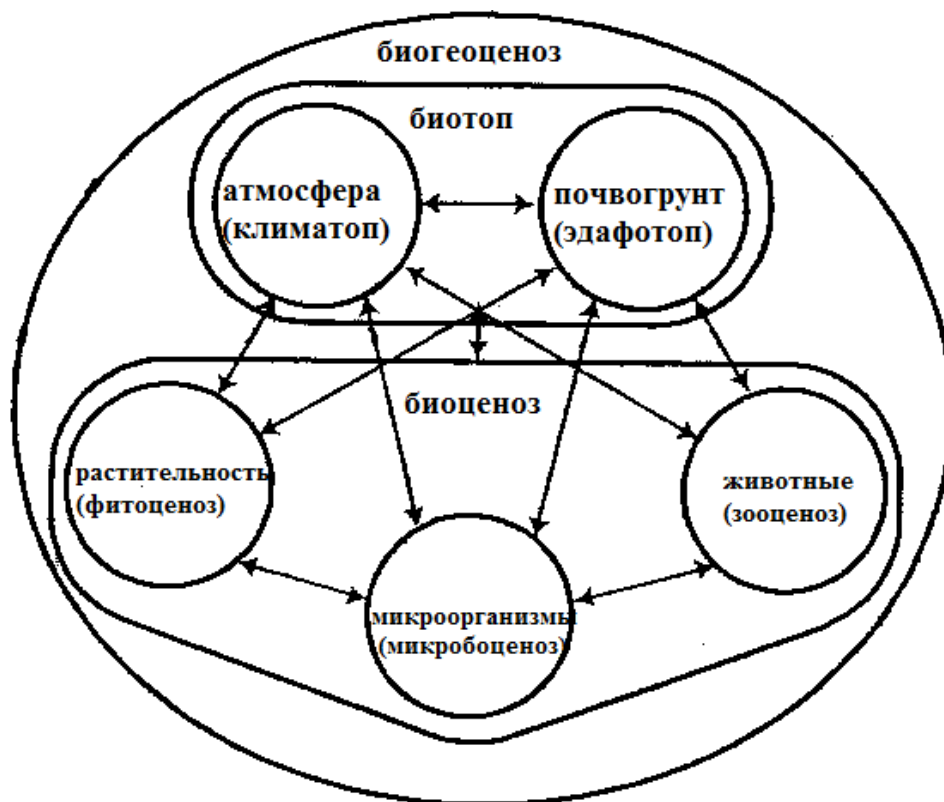 биогеоценоз
биотоп
атмосфера
(климатоп)
почвогрунт
(эдафотоп)
биоценоз
растительность
(фитоценоз)
животные
(зооценоз)
микроорганизмы
(микробоценоз)